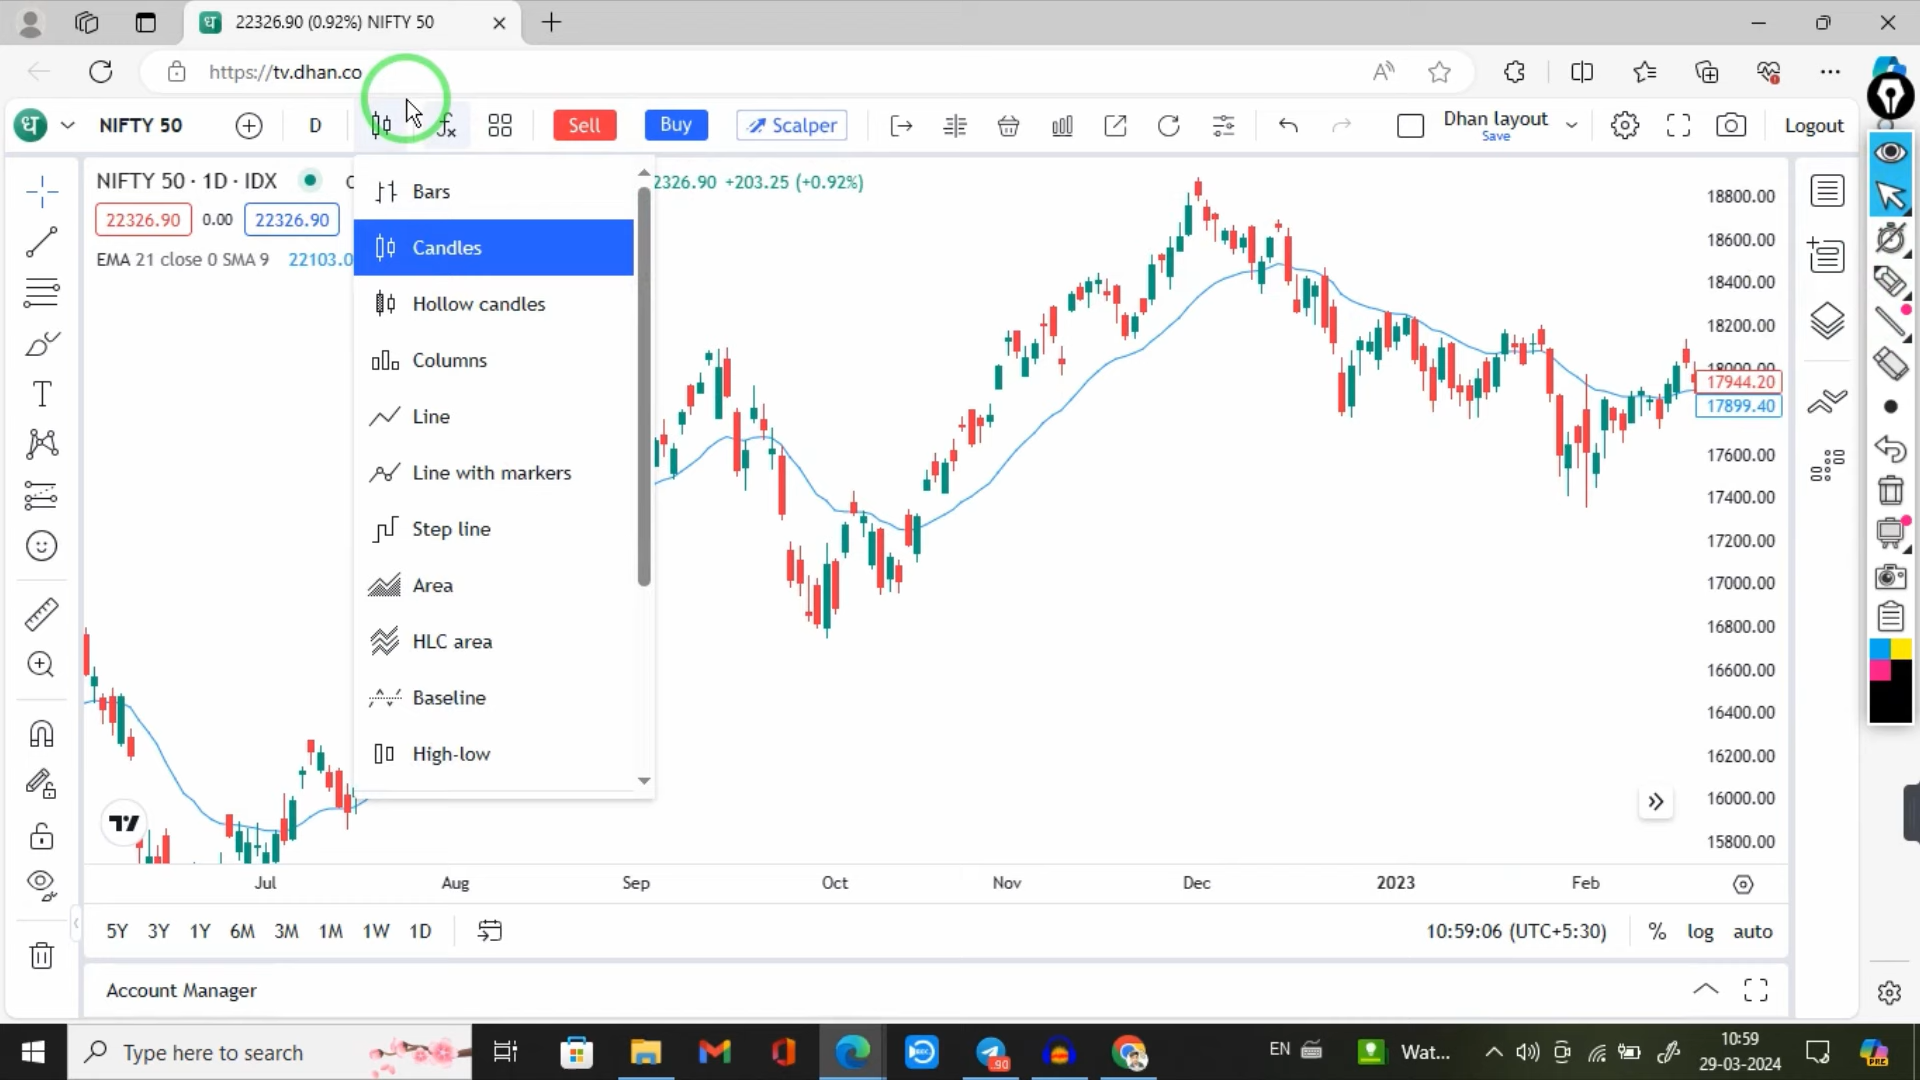 22326.90 (0.92%) NIFTY 50
https://tv.dhan.co
ध
NIFTY 50
D
Sell
Buy
Scalper
Dhan layout
Save
Logout
NIFTY 50 · 1D · IDX
2326.90 +203.25 (+0.92%)
22326.90
0.00
22326.90
EMA 21 close 0 SMA 9
22103.0
Bars
Candles
Hollow candles
Columns
Line
Line with markers
Step line
Area
HLC area
Baseline
High-low
18800.00
18600.00
18400.00
18200.00
18000.00
17944.20
17899.40
17600.00
17400.00
17200.00
17000.00
16800.00
16600.00
16400.00
16200.00
16000.00
15800.00
Jul
Aug
Sep
Oct
Nov
Dec
2023
Feb
5Y
3Y
1Y
6M
3M
1M
1W
1D
10:59:06 (UTC+5:30)
%
log
auto
Account Manager
Type here to search
90
EN
Wat...
10:59
29-03-2024
PRE